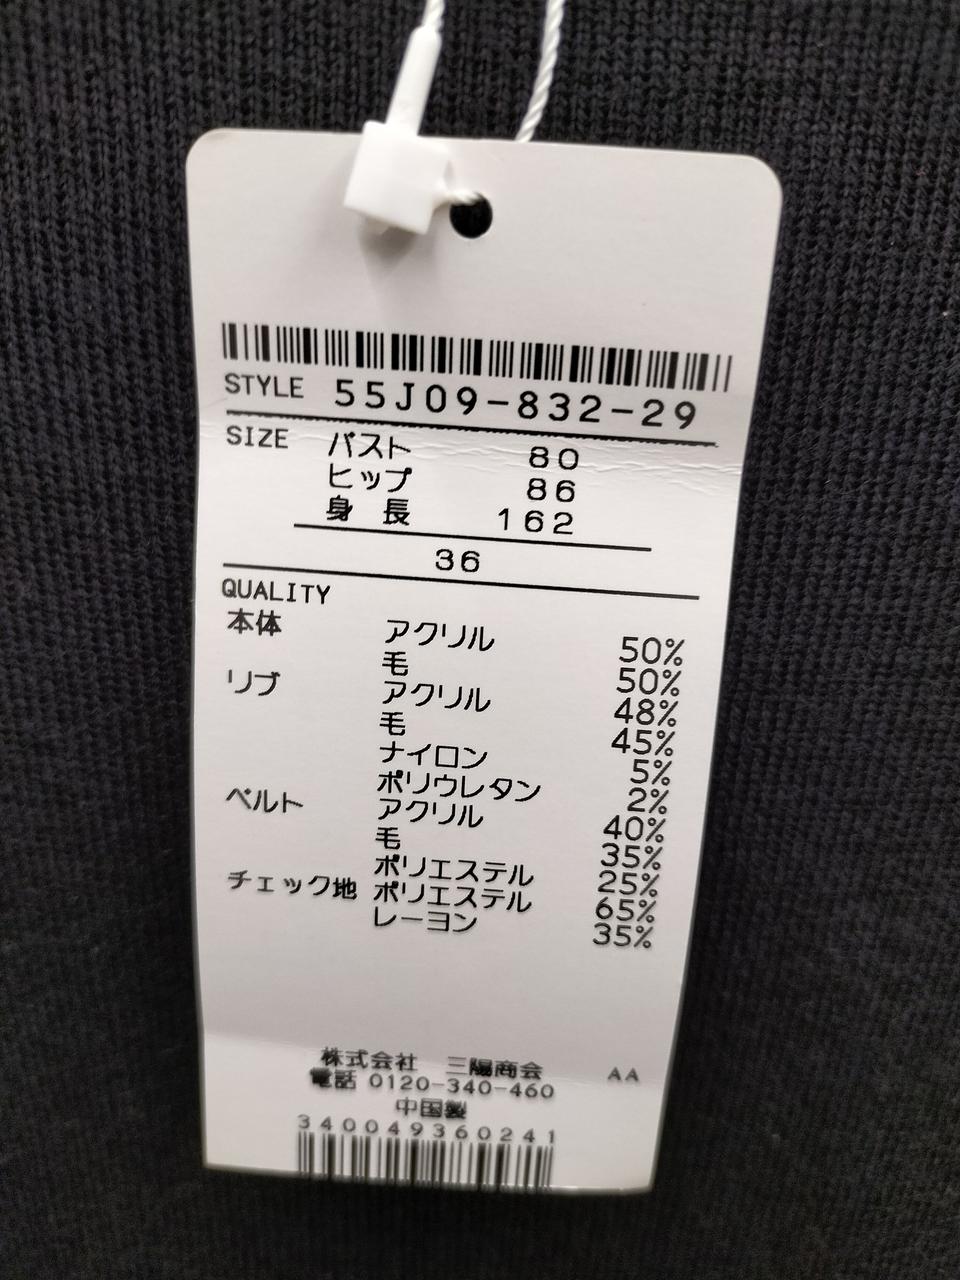 STYLE 55J09-832-29
SIZE バスト 80
ヒップ 86
身 長 162
36
QUALITY
本体 アクリル 50%
毛 50%
リブ アクリル 48%
毛 45%
ナイロン 5%
ポリウレタン 2%
ベルト アクリル 40%
毛 35%
ポリエステル 25%
チェック地 ポリエステル 65%
レーヨン 35%
株式会社 三陽商会 AA
電話 0120-340-460
中国製
340049360241